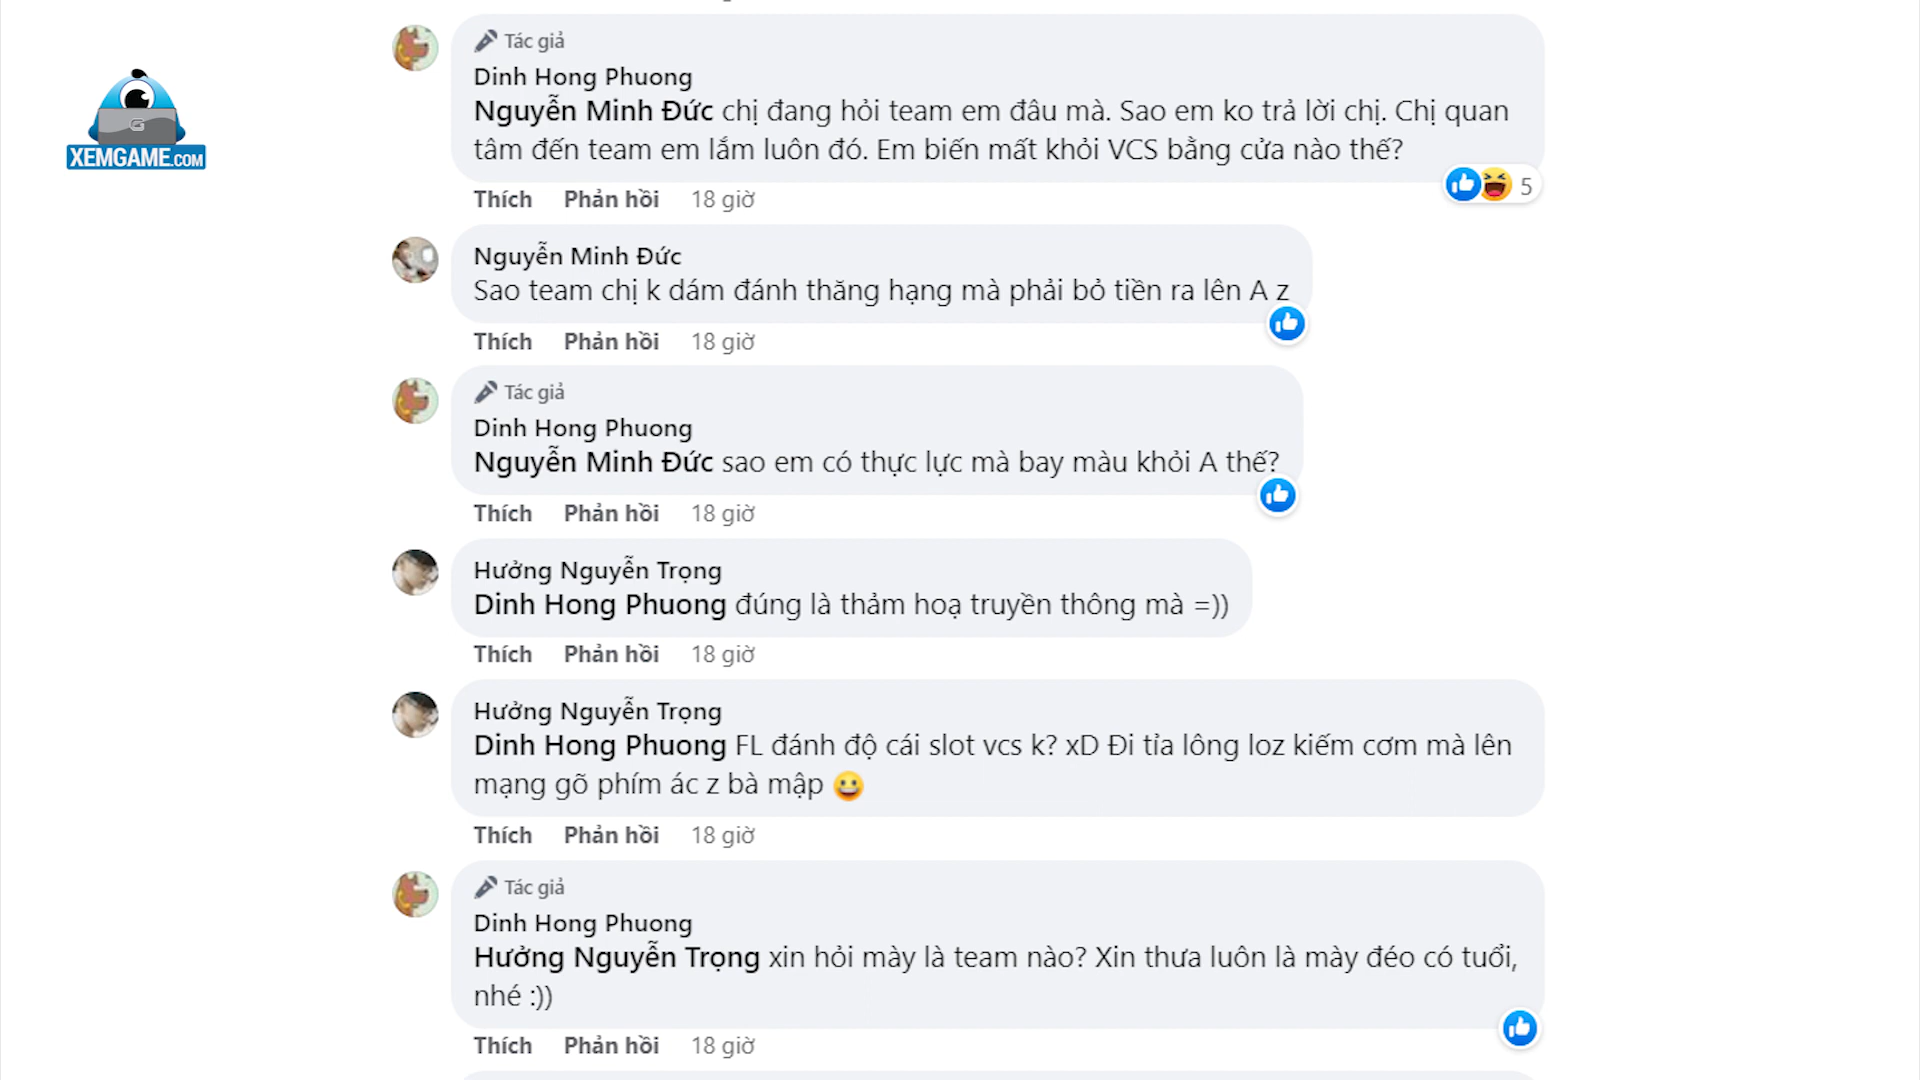 Tác giả
Dinh Hong Phuong
Nguyễn Minh Đức chị đang hỏi team em đâu mà. Sao em ko trả lời chị. Chị quan
tâm đến team em lắm luôn đó. Em biến mất khỏi VCS bằng cửa nào thế?
5
Thích Phản hồi 18 giờ
G
XEMGAME.COM
Nguyễn Minh Đức
Sao team chị k dám đánh thăng hạng mà phải bỏ tiền ra lên A z
Thích Phản hồi 18 giờ
Tác giả
Dinh Hong Phuong
Nguyễn Minh Đức sao em có thực lực mà bay màu khỏi A thế?
Thích Phản hồi 18 giờ
Hưởng Nguyễn Trọng
Dinh Hong Phuong đúng là thảm hoạ truyền thông mà =))
Thích Phản hồi 18 giờ
Hưởng Nguyễn Trọng
Dinh Hong Phuong FL đánh độ cái slot vcs k? xD Đi tỉa lông loz kiếm cơm mà lên
mạng gõ phím ác z bà mập
Thích Phản hồi 18 giờ
Tác giả
Dinh Hong Phuong
Hưởng Nguyễn Trọng xin hỏi mày là team nào? Xin thưa luôn là mày đéo có tuổi,
nhé :))
Thích Phản hồi 18 giờ